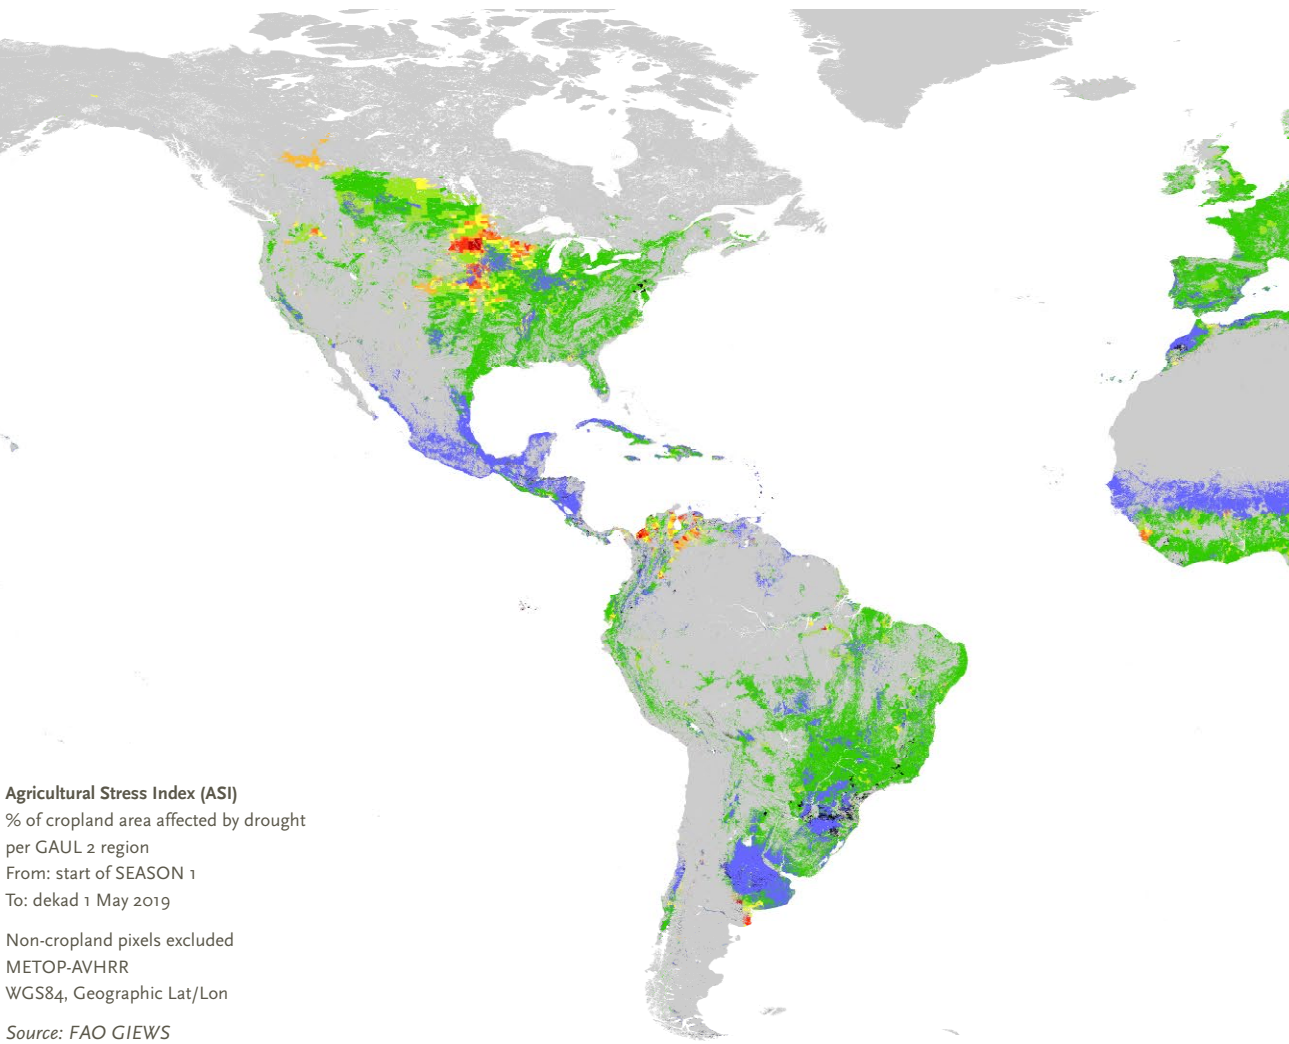 Agricultural Stress Index (ASI)
% of cropland area affected by drought
per GAUL 2 region
From: start of SEASON 1
To: dekad 1 May 2019
Non-cropland pixels excluded
METOP-AVHRR
WGS84, Geographic Lat/Lon
Source: FAO GIEWS